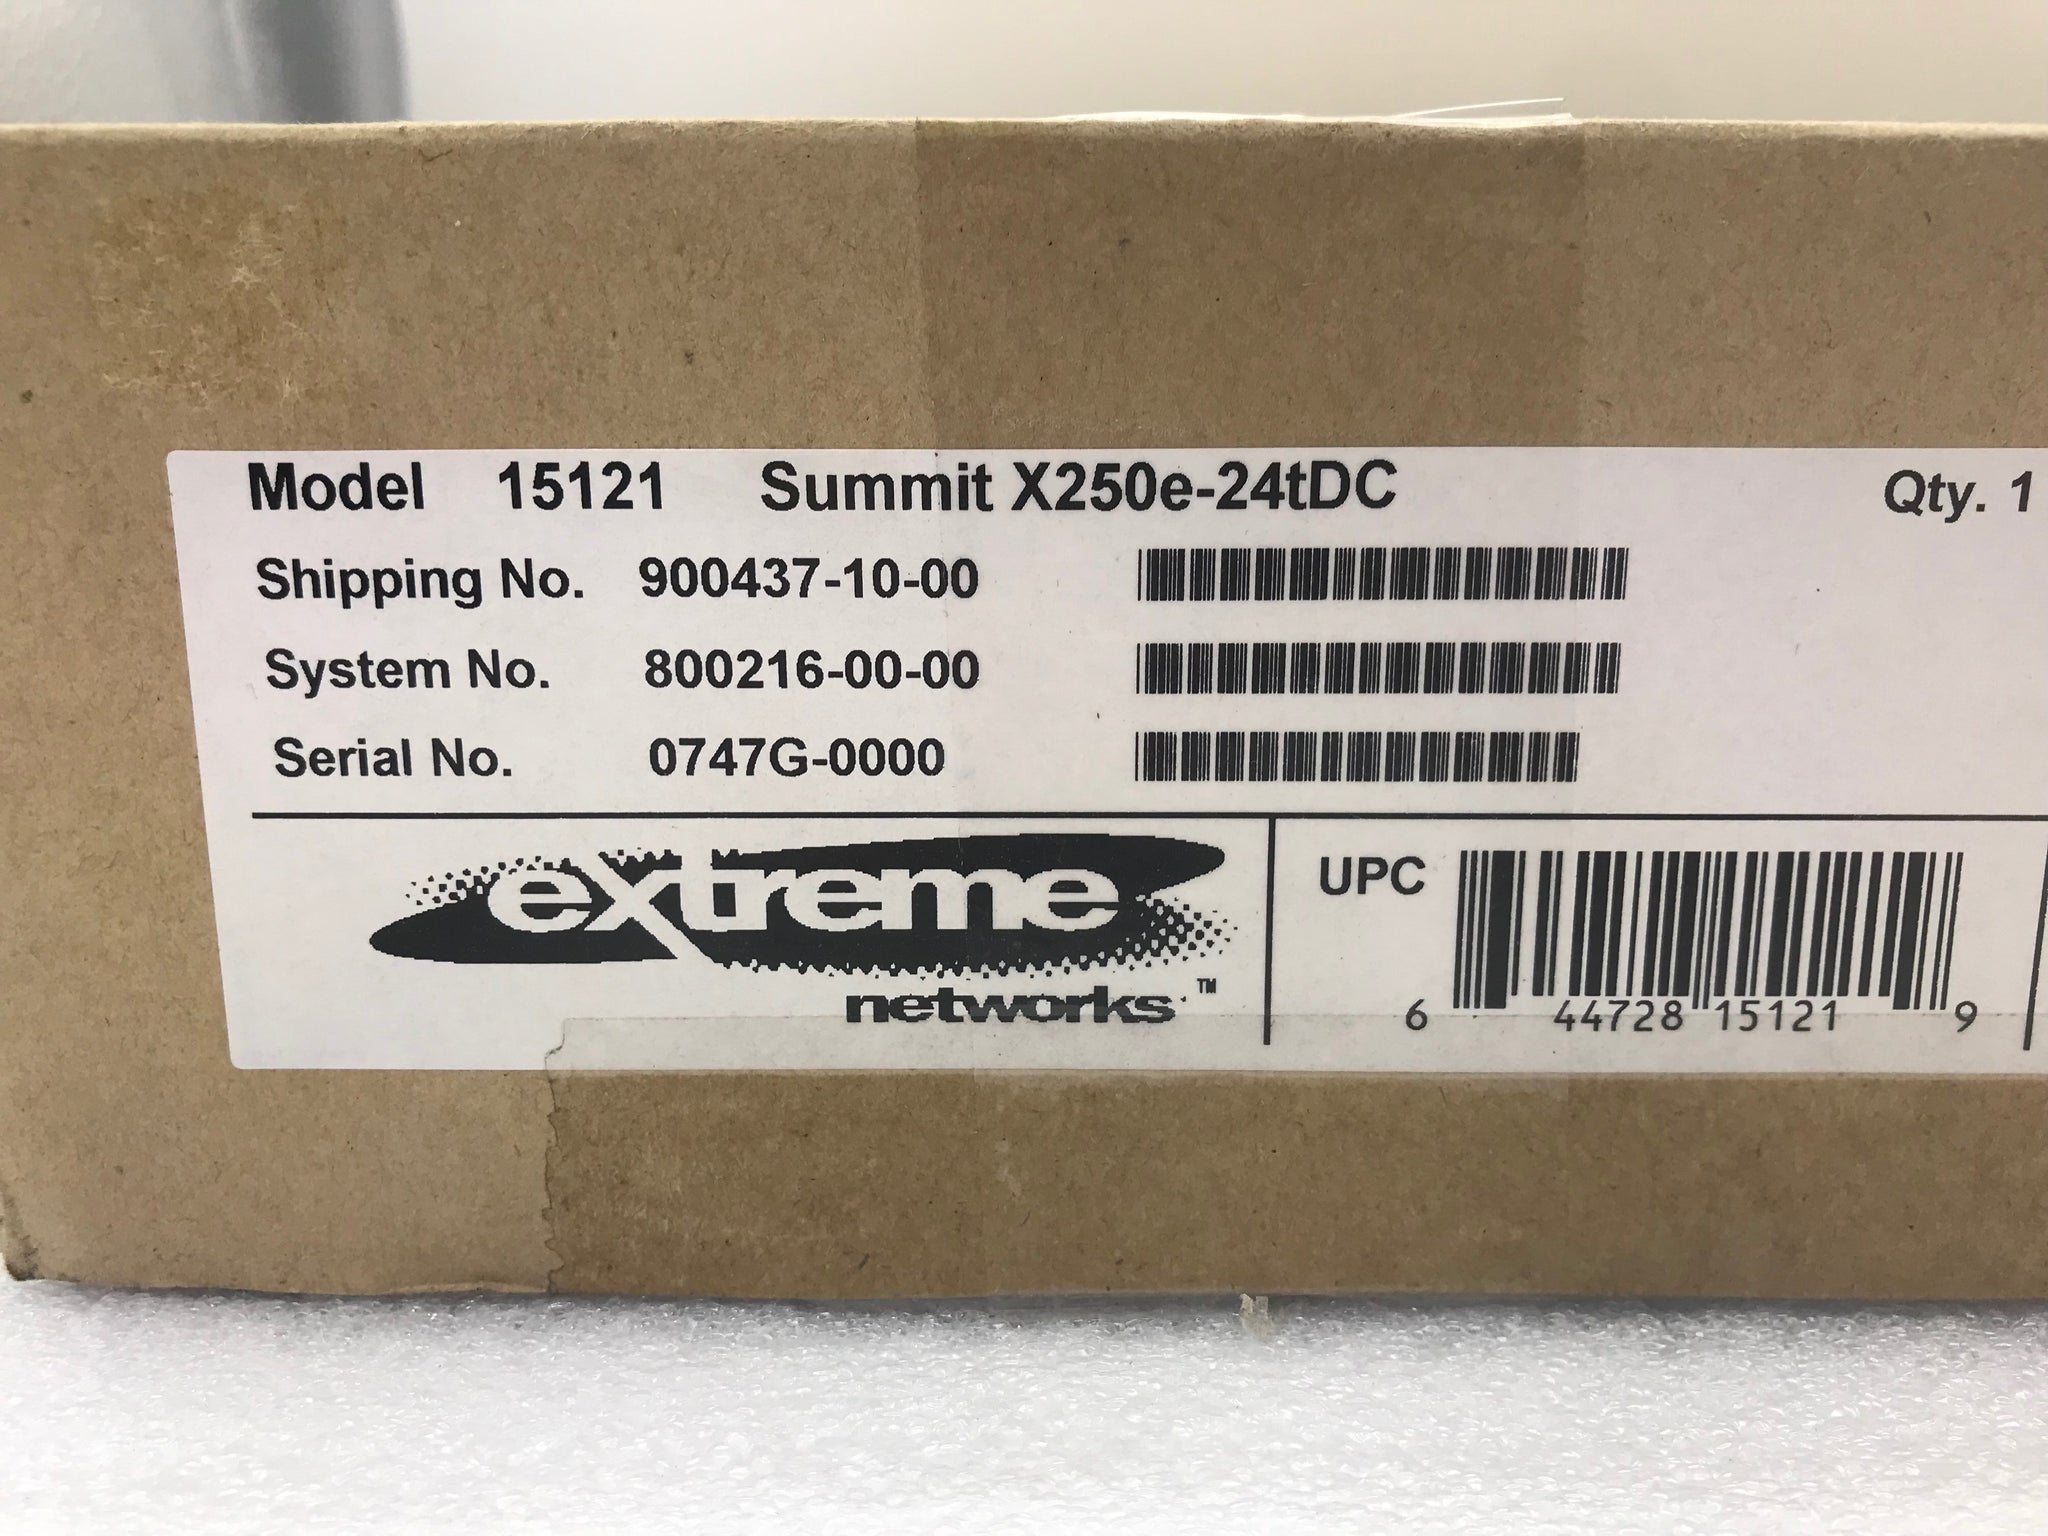 Model 15121 Summit X250e-24tDC Qty. 1
Shipping No. 900437-10-00
System No. 800216-00-00
Serial No. 0747G-0000
extreme
networks™
UPC
6 44728 15121 9